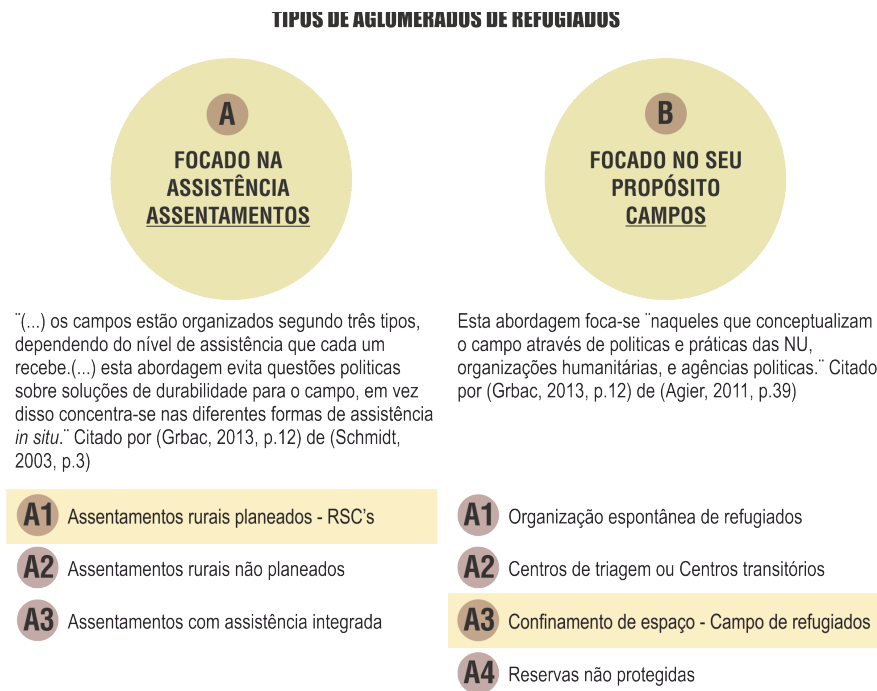 TIPOS DE AGLOMERADOS DE REFUGIADOS
A
FOCADO NA
ASSISTÊNCIA
ASSENTAMENTOS
¨(...) os campos estão organizados segundo três tipos,
dependendo do nível de assistência que cada um
recebe.(...) esta abordagem evita questões politicas
sobre soluções de durabilidade para o campo, em vez
disso concentra-se nas diferentes formas de assistência
in situ.¨ Citado por (Grbac, 2013, p.12) de (Schmidt,
2003, p.3)
A1 Assentamentos rurais planeados - RSC’s
A2 Assentamentos rurais não planeados
A3 Assentamentos com assistência integrada
B
FOCADO NO SEU
PROPÓSITO
CAMPOS
Esta abordagem foca-se ¨naqueles que conceptualizam
o campo através de politicas e práticas das NU,
organizações humanitárias, e agências politicas.¨ Citado
por (Grbac, 2013, p.12) de (Agier, 2011, p.39)
A1 Organização espontânea de refugiados
A2 Centros de triagem ou Centros transitórios
A3 Confinamento de espaço - Campo de refugiados
A4 Reservas não protegidas